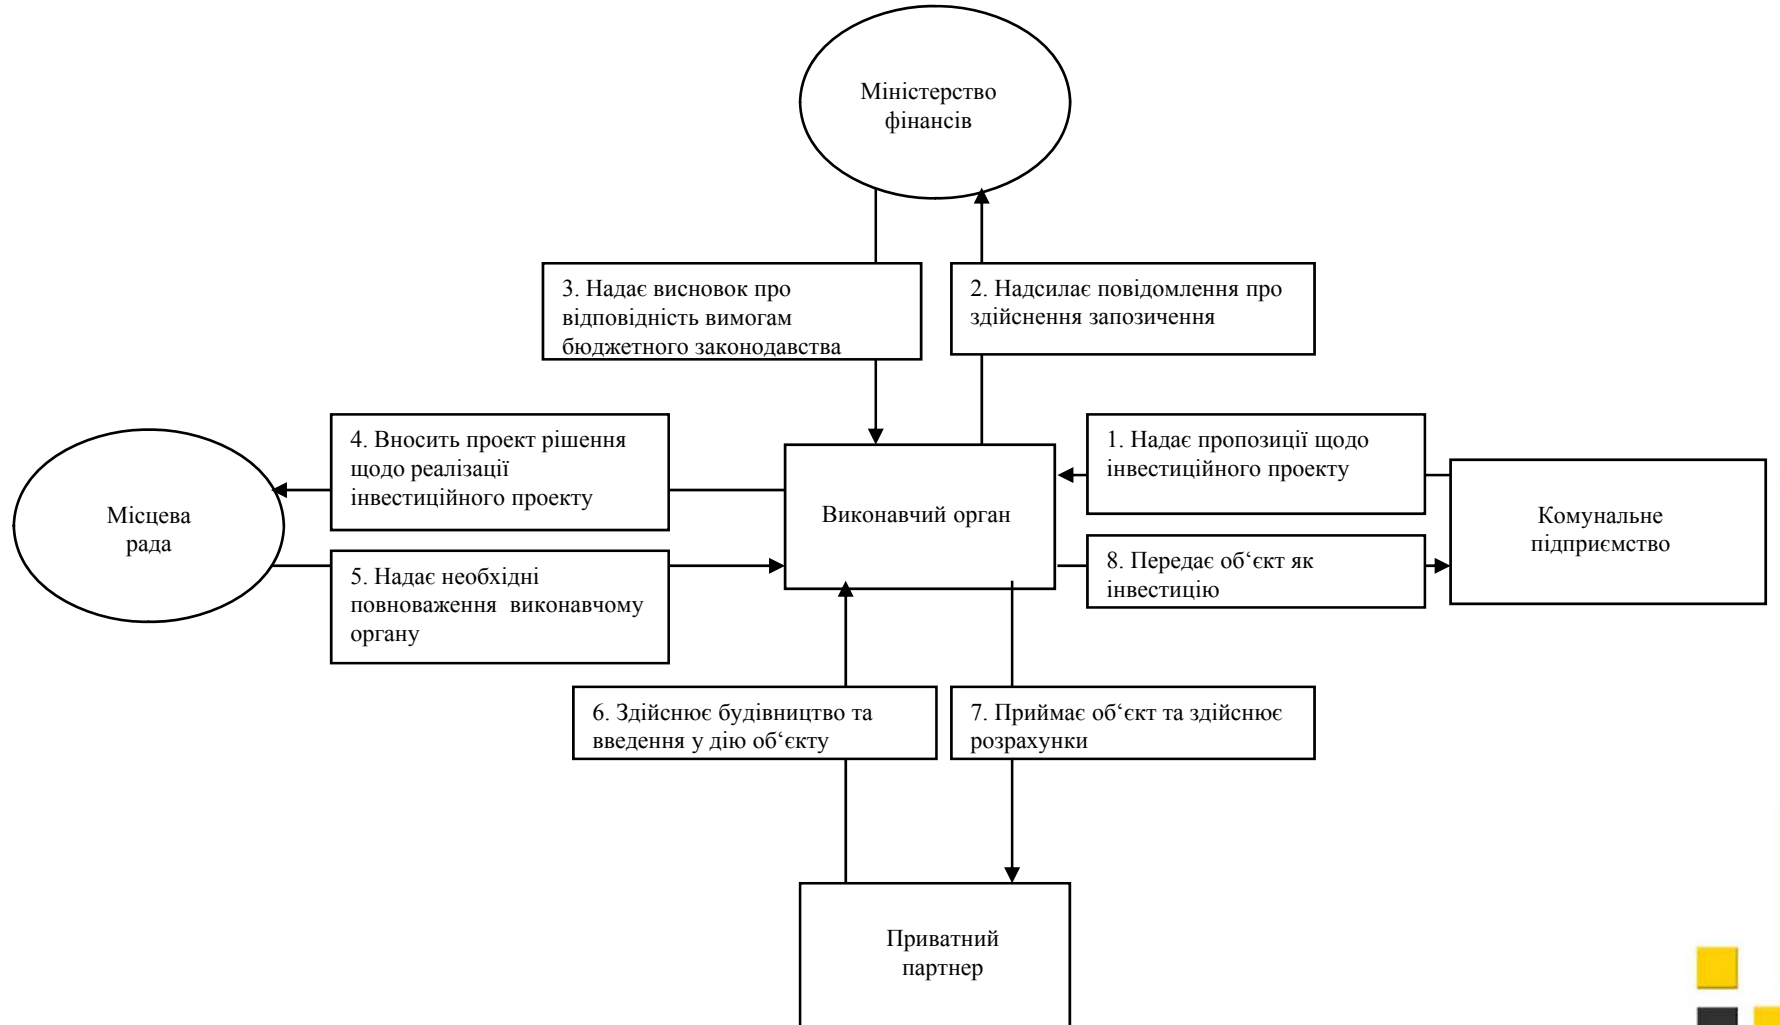 Міністерство
фінансів
3. Надає висновок про
відповідність вимогам
бюджетного законодавства
2. Надсилає повідомлення про
здійснення запозичення
4. Вносить проект рішення
щодо реалізації
інвестиційного проекту
1. Надає пропозиції щодо
інвестиційного проекту
Місцева
рада
Виконавчий орган
Комунальне
підприємство
5. Надає необхідні
повноваження  виконавчому
органу
8. Передає об‘єкт як
інвестицію
6. Здійснює будівництво та
введення у дію об‘єкту
7. Приймає об‘єкт та здійснює
розрахунки
Приватний
партнер